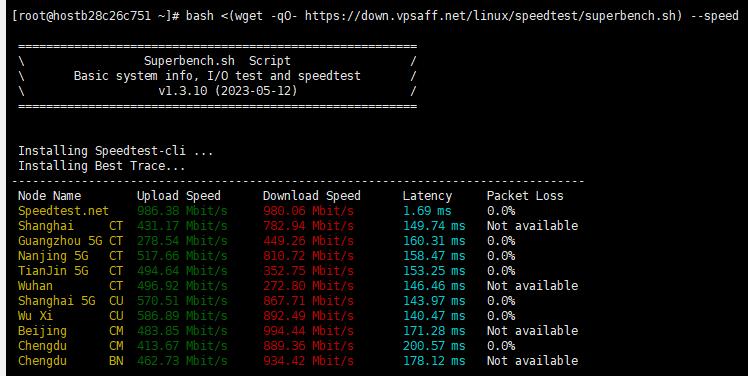 [root@hostb28c26c751 ~]# bash <(wget -qO- https://down.vpsaff.net/linux/speedtest/superbench.sh) --speed
=========================================================
\ Superbench.sh Script /
\ Basic system info, I/O test and speedtest /
\ v1.3.10 (2023-05-12) /
=========================================================
Installing Speedtest-cli ...
Installing Best Trace...
----------------------------------------------------------------------------------
Node Name Upload Speed Download Speed Latency Packet Loss
Speedtest.net 986.38 Mbit/s 980.06 Mbit/s 1.69 ms 0.0%
Shanghai CT 431.17 Mbit/s 782.94 Mbit/s 149.74 ms Not available
Guangzhou 5G CT 278.54 Mbit/s 449.26 Mbit/s 160.31 ms 0.0%
Nanjing 5G CT 517.66 Mbit/s 810.72 Mbit/s 158.47 ms 0.0%
TianJin 5G CT 494.64 Mbit/s 352.75 Mbit/s 153.25 ms 0.0%
Wuhan CT 496.92 Mbit/s 272.80 Mbit/s 146.46 ms Not available
Shanghai 5G CU 570.51 Mbit/s 867.71 Mbit/s 143.97 ms 0.0%
Wu Xi CU 586.89 Mbit/s 892.49 Mbit/s 140.47 ms 0.0%
Beijing CM 483.85 Mbit/s 994.44 Mbit/s 171.28 ms Not available
Chengdu CM 413.67 Mbit/s 889.36 Mbit/s 200.57 ms 0.0%
Chengdu BN 462.73 Mbit/s 934.42 Mbit/s 178.12 ms Not available